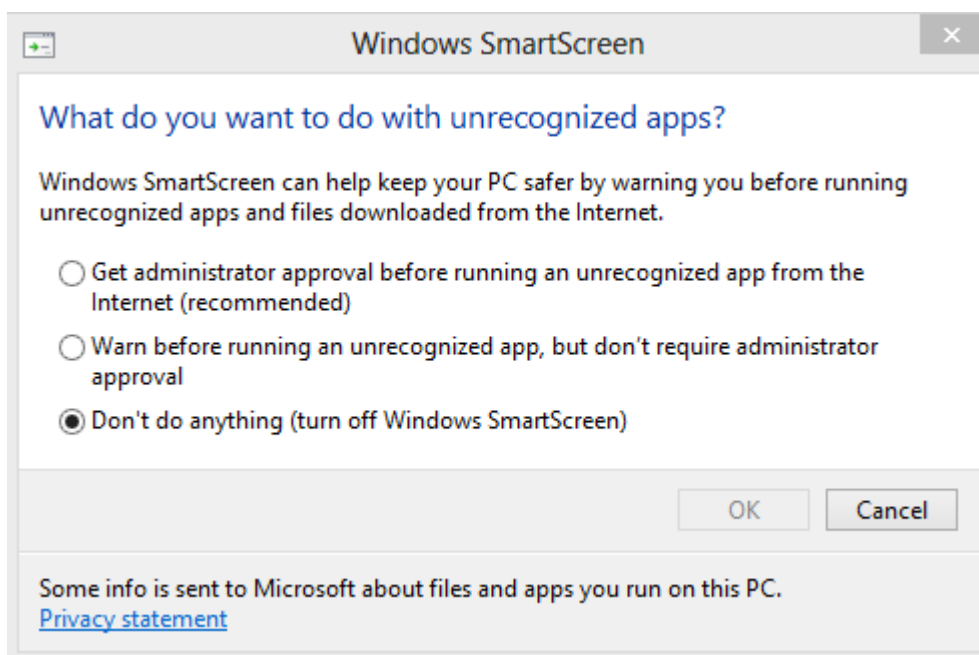 Windows SmartScreen
What do you want to do with unrecognized apps?
Windows SmartScreen can help keep your PC safer by warning you before running
unrecognized apps and files downloaded from the Internet.
Get administrator approval before running an unrecognized app from the
Internet (recommended)
Warn before running an unrecognized app, but don't require administrator
approval
Don't do anything (turn off Windows SmartScreen)
OK Cancel
Some info is sent to Microsoft about files and apps you run on this PC.
Privacy statement